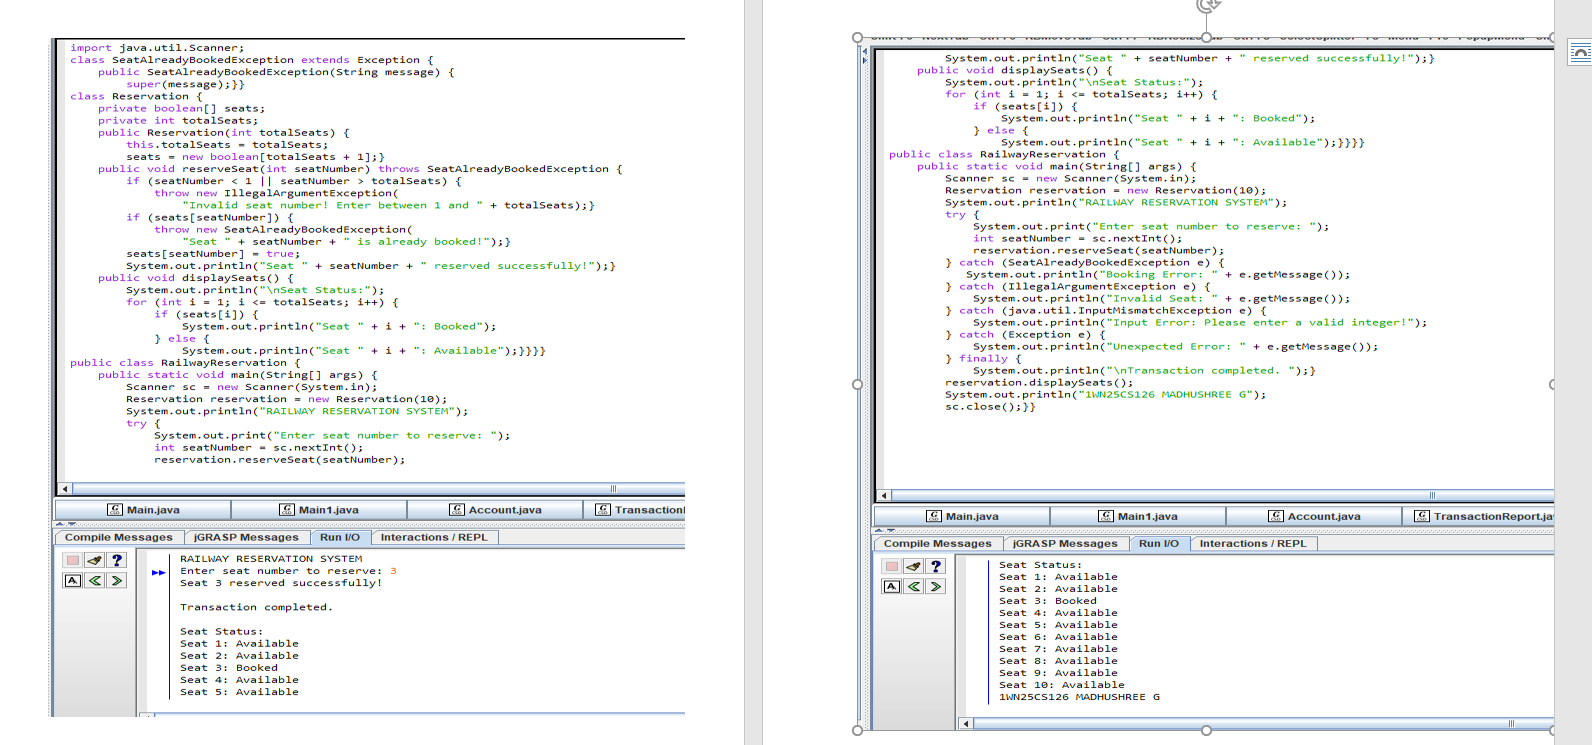 import java.util.Scanner;
class SeatAlreadyBookedException extends Exception {
    public SeatAlreadyBookedException(String message) {
        super(message);}}
class Reservation {
    private boolean[] seats;
    private int totalSeats;
    public Reservation(int totalSeats) {
        this.totalSeats = totalSeats;
        seats = new boolean[totalSeats + 1];}
    public void reserveSeat(int seatNumber) throws SeatAlreadyBookedException {
        if (seatNumber < 1 || seatNumber > totalSeats) {
            throw new IllegalArgumentException(
                "Invalid seat number! Enter between 1 and " + totalSeats);}
        if (seats[seatNumber]) {
            throw new SeatAlreadyBookedException(
                "Seat " + seatNumber + " is already booked!");}
        seats[seatNumber] = true;
        System.out.println("Seat " + seatNumber + " reserved successfully!");}
    public void displaySeats() {
        System.out.println("\nSeat Status:");
        for (int i = 1; i <= totalSeats; i++) {
            if (seats[i]) {
                System.out.println("Seat " + i + ": Booked");
            } else {
                System.out.println("Seat " + i + ": Available");}}}}
public class RailwayReservation {
    public static void main(String[] args) {
        Scanner sc = new Scanner(System.in);
        Reservation reservation = new Reservation(10);
        System.out.println("RAILWAY RESERVATION SYSTEM");
        try {
            System.out.print("Enter seat number to reserve: ");
            int seatNumber = sc.nextInt();
            reservation.reserveSeat(seatNumber);
Main.java Main1.java Account.java Transaction
Compile Messages jGRASP Messages Run I/O Interactions / REPL
RAILWAY RESERVATION SYSTEM
Enter seat number to reserve: 3
Seat 3 reserved successfully!
Transaction completed.
Seat Status:
Seat 1: Available
Seat 2: Available
Seat 3: Booked
Seat 4: Available
Seat 5: Available
        System.out.println("Seat " + seatNumber + " reserved successfully!");}
    public void displaySeats() {
        System.out.println("\nSeat Status:");
        for (int i = 1; i <= totalSeats; i++) {
            if (seats[i]) {
                System.out.println("Seat " + i + ": Booked");
            } else {
                System.out.println("Seat " + i + ": Available");}}}}
public class RailwayReservation {
    public static void main(String[] args) {
        Scanner sc = new Scanner(System.in);
        Reservation reservation = new Reservation(10);
        System.out.println("RAILWAY RESERVATION SYSTEM");
        try {
            System.out.print("Enter seat number to reserve: ");
            int seatNumber = sc.nextInt();
            reservation.reserveSeat(seatNumber);
        } catch (SeatAlreadyBookedException e) {
           System.out.println("Booking Error: " + e.getMessage());
        } catch (IllegalArgumentException e) {
            System.out.println("Invalid Seat: " + e.getMessage());
        } catch (java.util.InputMismatchException e) {
            System.out.println("Input Error: Please enter a valid integer!");
        } catch (Exception e) {
            System.out.println("Unexpected Error: " + e.getMessage());
        } finally {
            System.out.println("\nTransaction completed. ");}
        reservation.displaySeats();
        System.out.println("1WN25CS126 MADHUSHREE G");
        sc.close();}}
Main.java Main1.java Account.java TransactionReport.ja
Compile Messages jGRASP Messages Run I/O Interactions / REPL
Seat Status:
Seat 1: Available
Seat 2: Available
Seat 3: Booked
Seat 4: Available
Seat 5: Available
Seat 6: Available
Seat 7: Available
Seat 8: Available
Seat 9: Available
Seat 10: Available
1WN25CS126 MADHUSHREE G